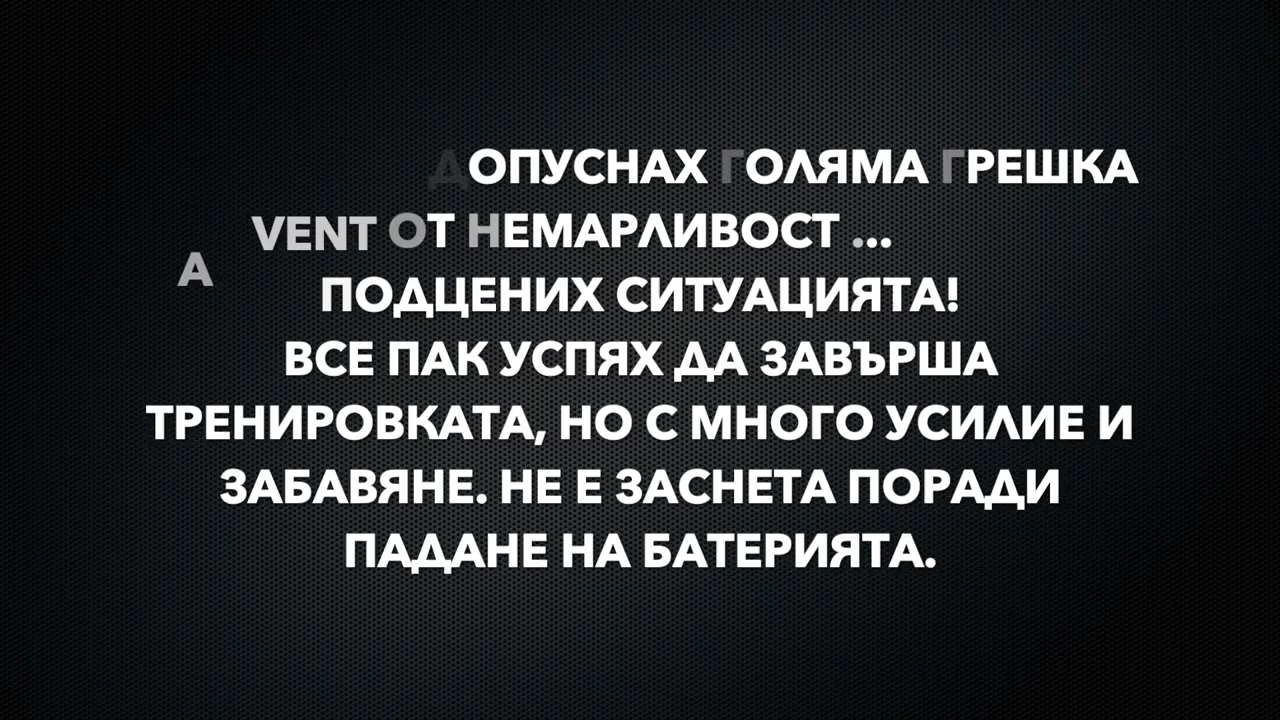 ДОПУСНАХ ГОЛЯМА ГРЕШКА
VENT ОТ НЕМАРЛИВОСТ ...
A
ПОДЦЕНИХ СИТУАЦИЯТА!
ВСЕ ПАК УСПЯХ ДА ЗАВЪРША
ТРЕНИРОВКАТА, НО С МНОГО УСИЛИЕ И
ЗАБАВЯНЕ. НЕ Е ЗАСНЕТА ПОРАДИ
ПАДАНЕ НА БАТЕРИЯТА.